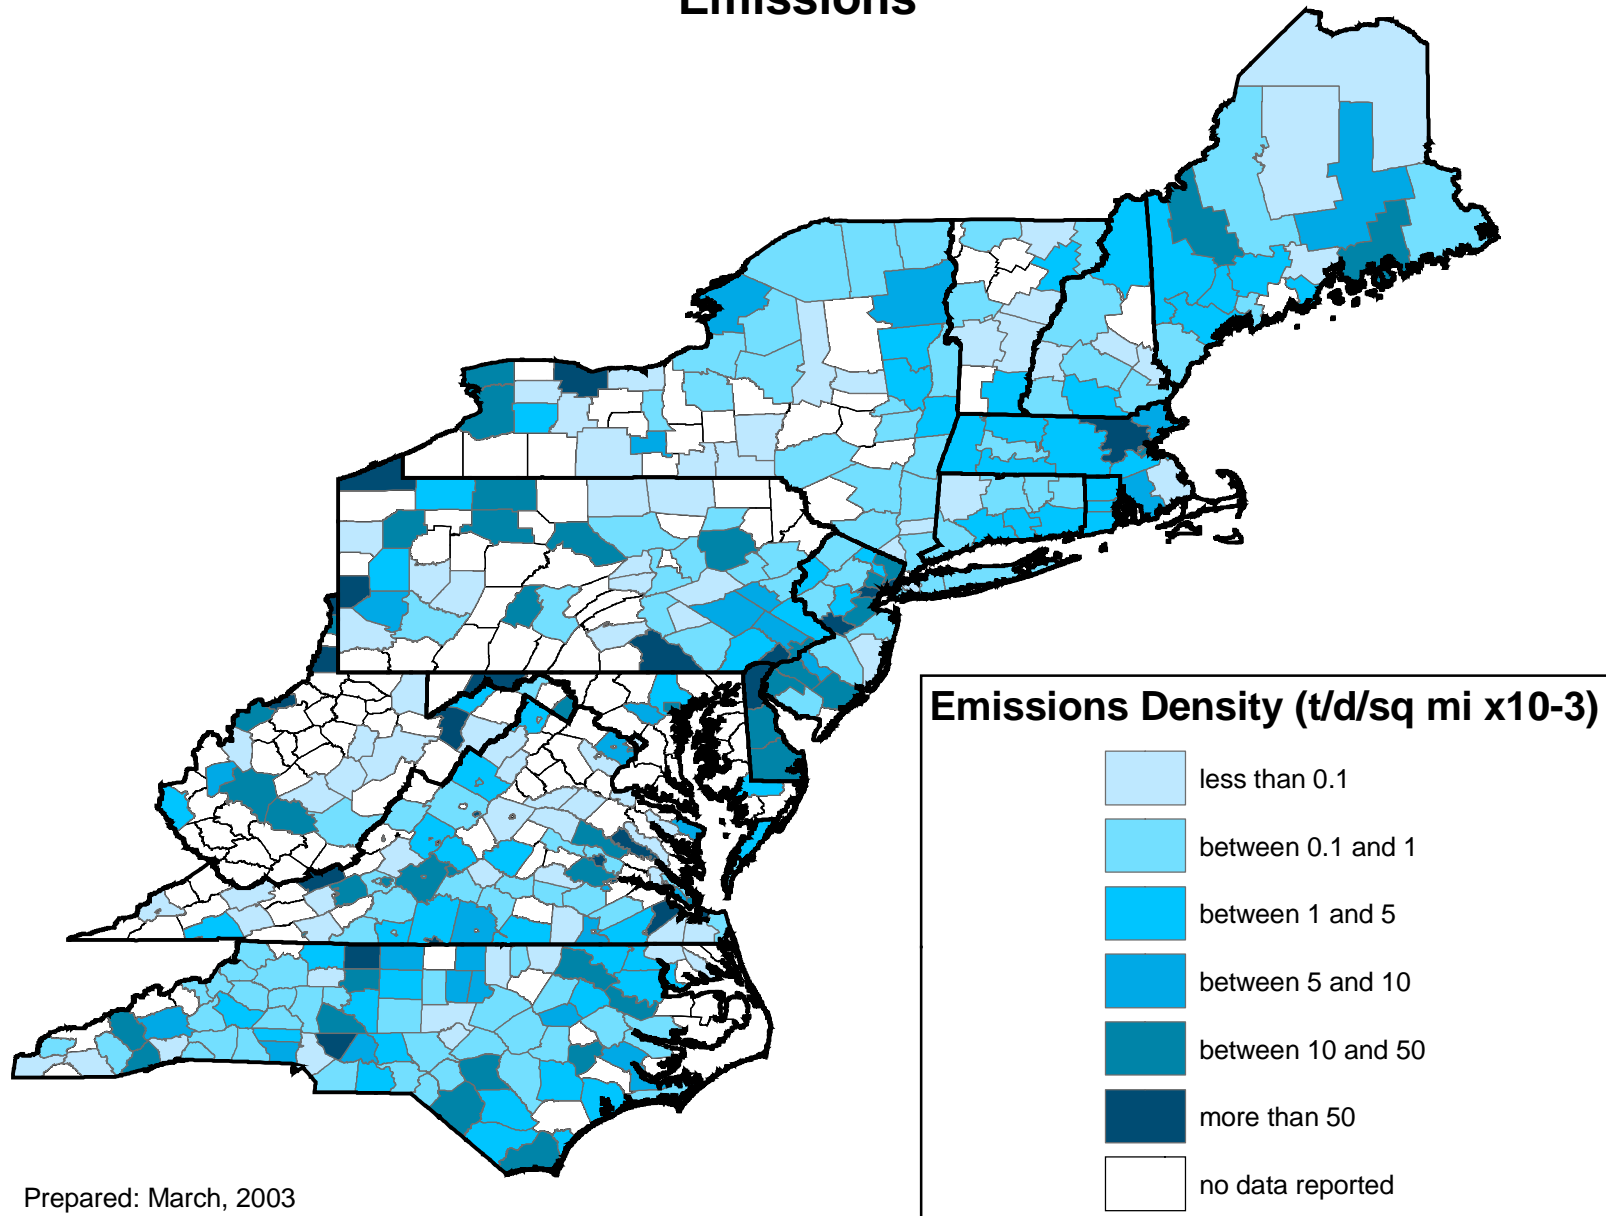 Emissions
Emissions Density (t/d/sq mi x10-3)
less than 0.1
between 0.1 and 1
between 1 and 5
between 5 and 10
between 10 and 50
more than 50
no data reported
Prepared: March, 2003